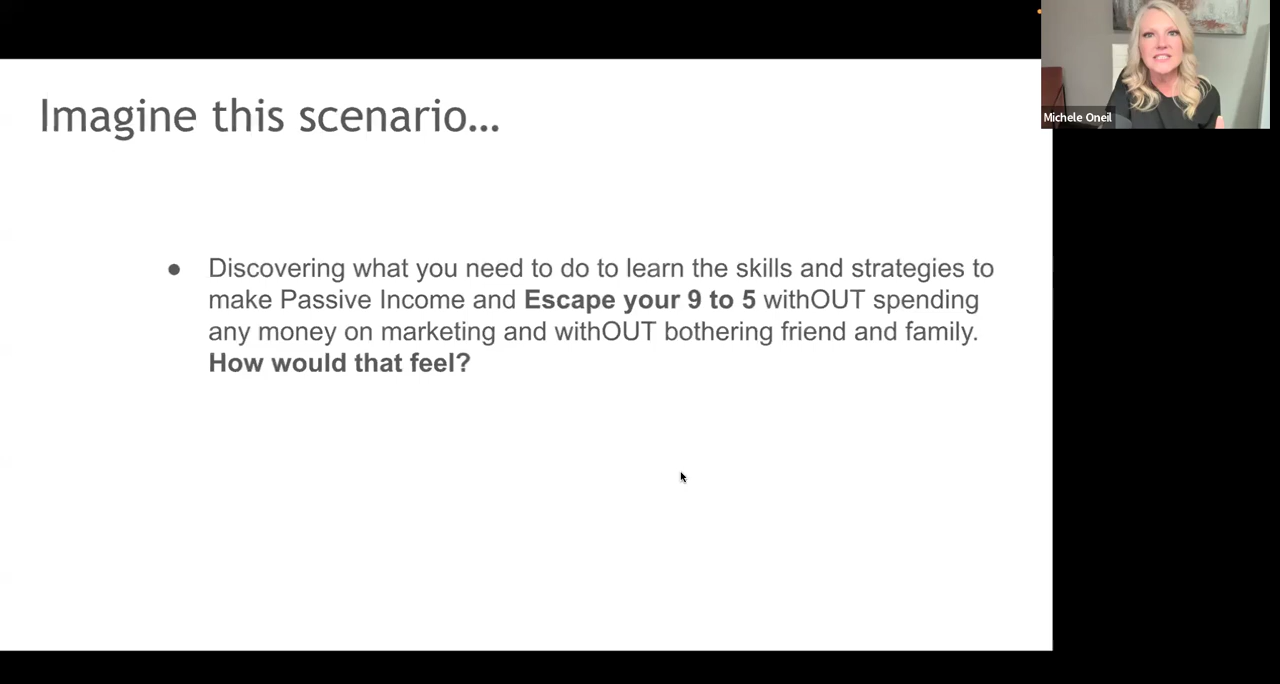 Imagine this scenario...
Michele Oneil
● Discovering what you need to do to learn the skills and strategies to
make Passive Income and Escape your 9 to 5 withOUT spending
any money on marketing and withOUT bothering friend and family.
How would that feel?